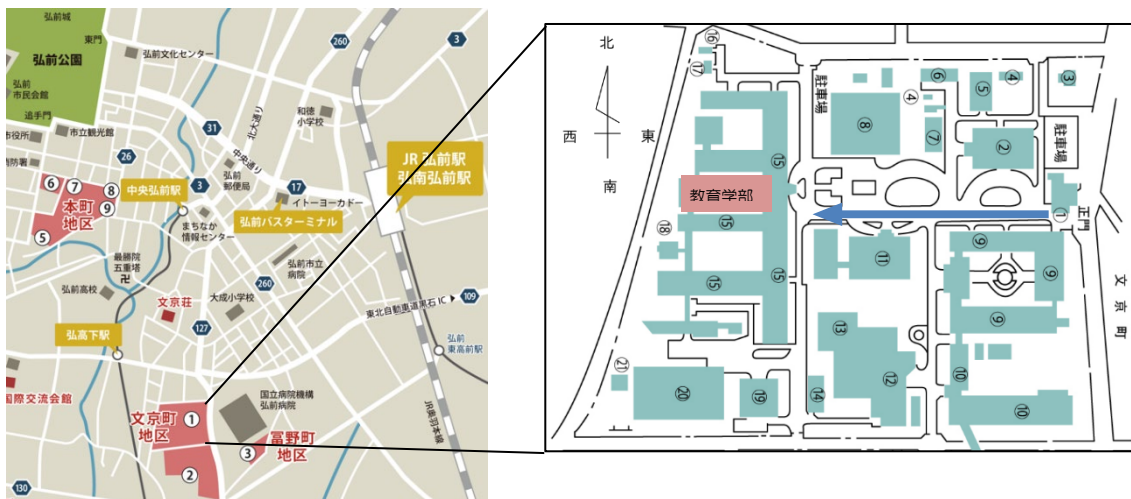 弘前城
東門
弘前公園
弘前文化センター
260
3
弘前
市民会館
追手門
市立観光館
市役所
消防署
26
31
北大通り
和徳
小学校
中央通り
JR 弘前駅
弘南弘前駅
6
7
8
9
本町
地区
5
中央弘前駅
3
弘前
郵便局
17
イトーヨーカドー
弘前バスターミナル
まちなか
情報センター
最勝院
五重塔
卍
弘前高校
弘前市立
病院
260
文京荘
大成小学校
東北自動車道黒石 IC
109
127
弘高下駅
弘前
東高前駅
国際交流会館
国立病院機構
弘前病院
JR奥羽本線
文京町
地区
1
冨野町
地区
3
2
130
北
西
東
南
⑯
⑰
駐車場
⑥
④
⑤
④
③
⑧
⑦
②
駐車場
⑮
教育学部
①
正門
⑮
⑱
⑪
⑨
⑨
文京町
⑮
⑮
⑨
⑬
㉑
⑳
⑲
⑭
⑫
⑩
⑩